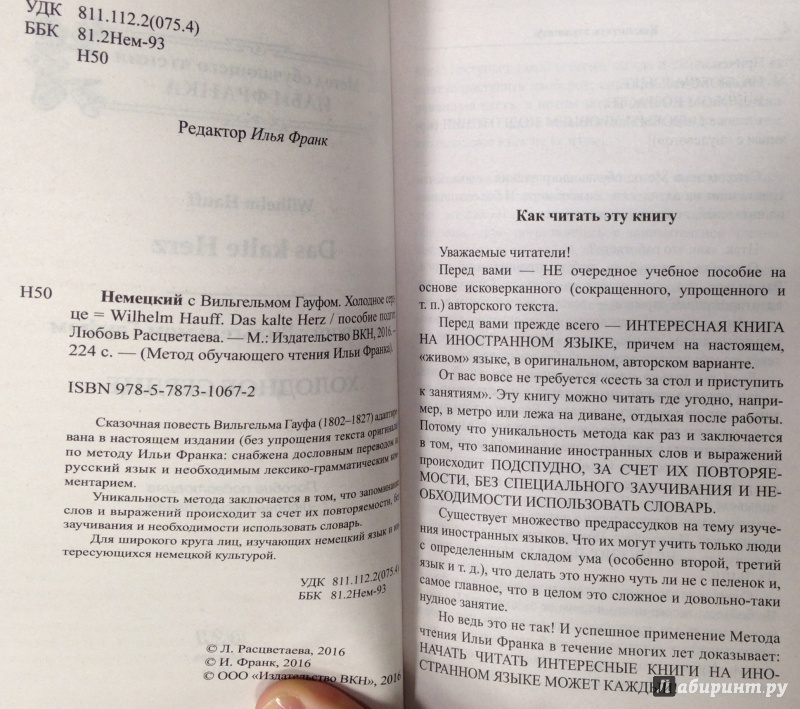 УДК 811.112.2(075.4)
ББК 81.2Нем-93
Н50
Редактор Илья Франк
Wilhelm Hauff
Das kalte Herz
Н50
Немецкий с Вильгельмом Гауфом. Холодное серд
це = Wilhelm Hauff. Das kalte Herz / пособие подгот
Любовь Расцветаева. — М.: Издательство ВКН, 2016. —
224 с. — (Метод обучающего чтения Ильи Франка).
ISBN 978-5-7873-1067-2
Сказочная повесть Вильгельма Гауфа (1802–1827) адаптиро
вана в настоящем издании (без упрощения текста оригинала
по методу Ильи Франка: снабжена дословным переводом на
русский язык и необходимым лексико-грамматическим ком
ментарием.
Уникальность метода заключается в том, что запоминание
слов и выражений происходит за счет их повторяемости, без
заучивания и необходимости использовать словарь.
Для широкого круга лиц, изучающих немецкий язык и ин
тересующихся немецкой культурой.
УДК 811.112.2(075.4)
ББК 81.2Нем-93
© Л. Расцветаева, 2016
© И. Франк, 2016
© ООО «Издательство ВКН», 2016
Как читать эту книгу
Уважаемые читатели!
Перед вами — НЕ очередное учебное пособие на
основе исковерканного (сокращенного, упрощенного и
т. п.) авторского текста.
Перед вами прежде всего — ИНТЕРЕСНАЯ КНИГА
НА ИНОСТРАННОМ ЯЗЫКЕ, причем на настоящем,
«живом» языке, в оригинальном, авторском варианте.
От вас вовсе не требуется «сесть за стол и приступить
к занятиям». Эту книгу можно читать где угодно, напри-
мер, в метро или лежа на диване, отдыхая после работы.
Потому что уникальность метода как раз и заключается
в том, что запоминание иностранных слов и выражений
происходит ПОДСПУДНО, ЗА СЧЕТ ИХ ПОВТОРЯЕ-
МОСТИ, БЕЗ СПЕЦИАЛЬНОГО ЗАУЧИВАНИЯ И НЕ-
ОБХОДИМОСТИ ИСПОЛЬЗОВАТЬ СЛОВАРЬ.
Существует множество предрассудков на тему изуче-
ния иностранных языков. Что их могут учить только люди
с определенным складом ума (особенно второй, третий
язык и т. д.), что делать это нужно чуть ли не с пеленок и,
самое главное, что в целом это сложное и довольно-таки
нудное занятие.
Но ведь это не так! И успешное применение Метода
чтения Ильи Франка в течение многих лет доказывает:
НАЧАТЬ ЧИТАТЬ ИНТЕРЕСНЫЕ КНИГИ НА ИНО-
СТРАННОМ ЯЗЫКЕ МОЖЕТ КАЖД
Лабиринт.ру